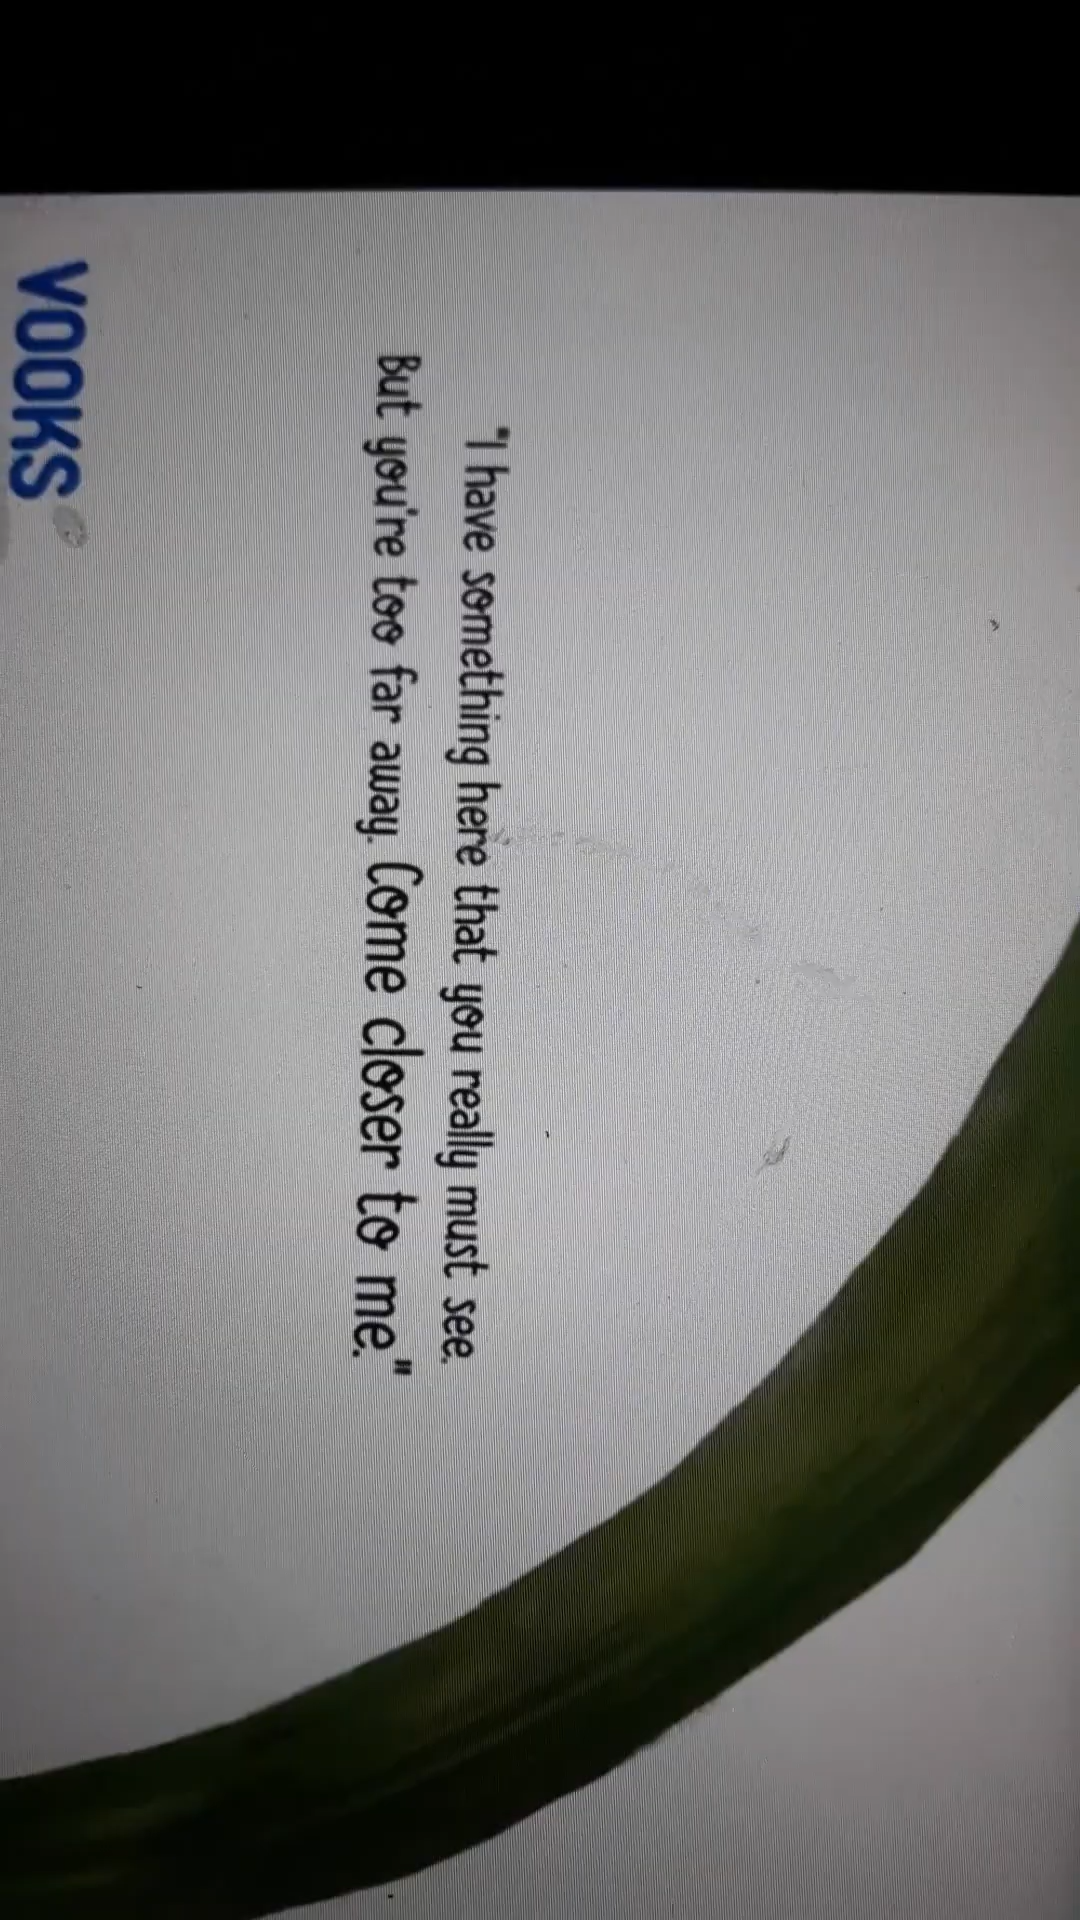 "I have something here that you really must see.
But you're too far away. Come closer to me."
VOOKS